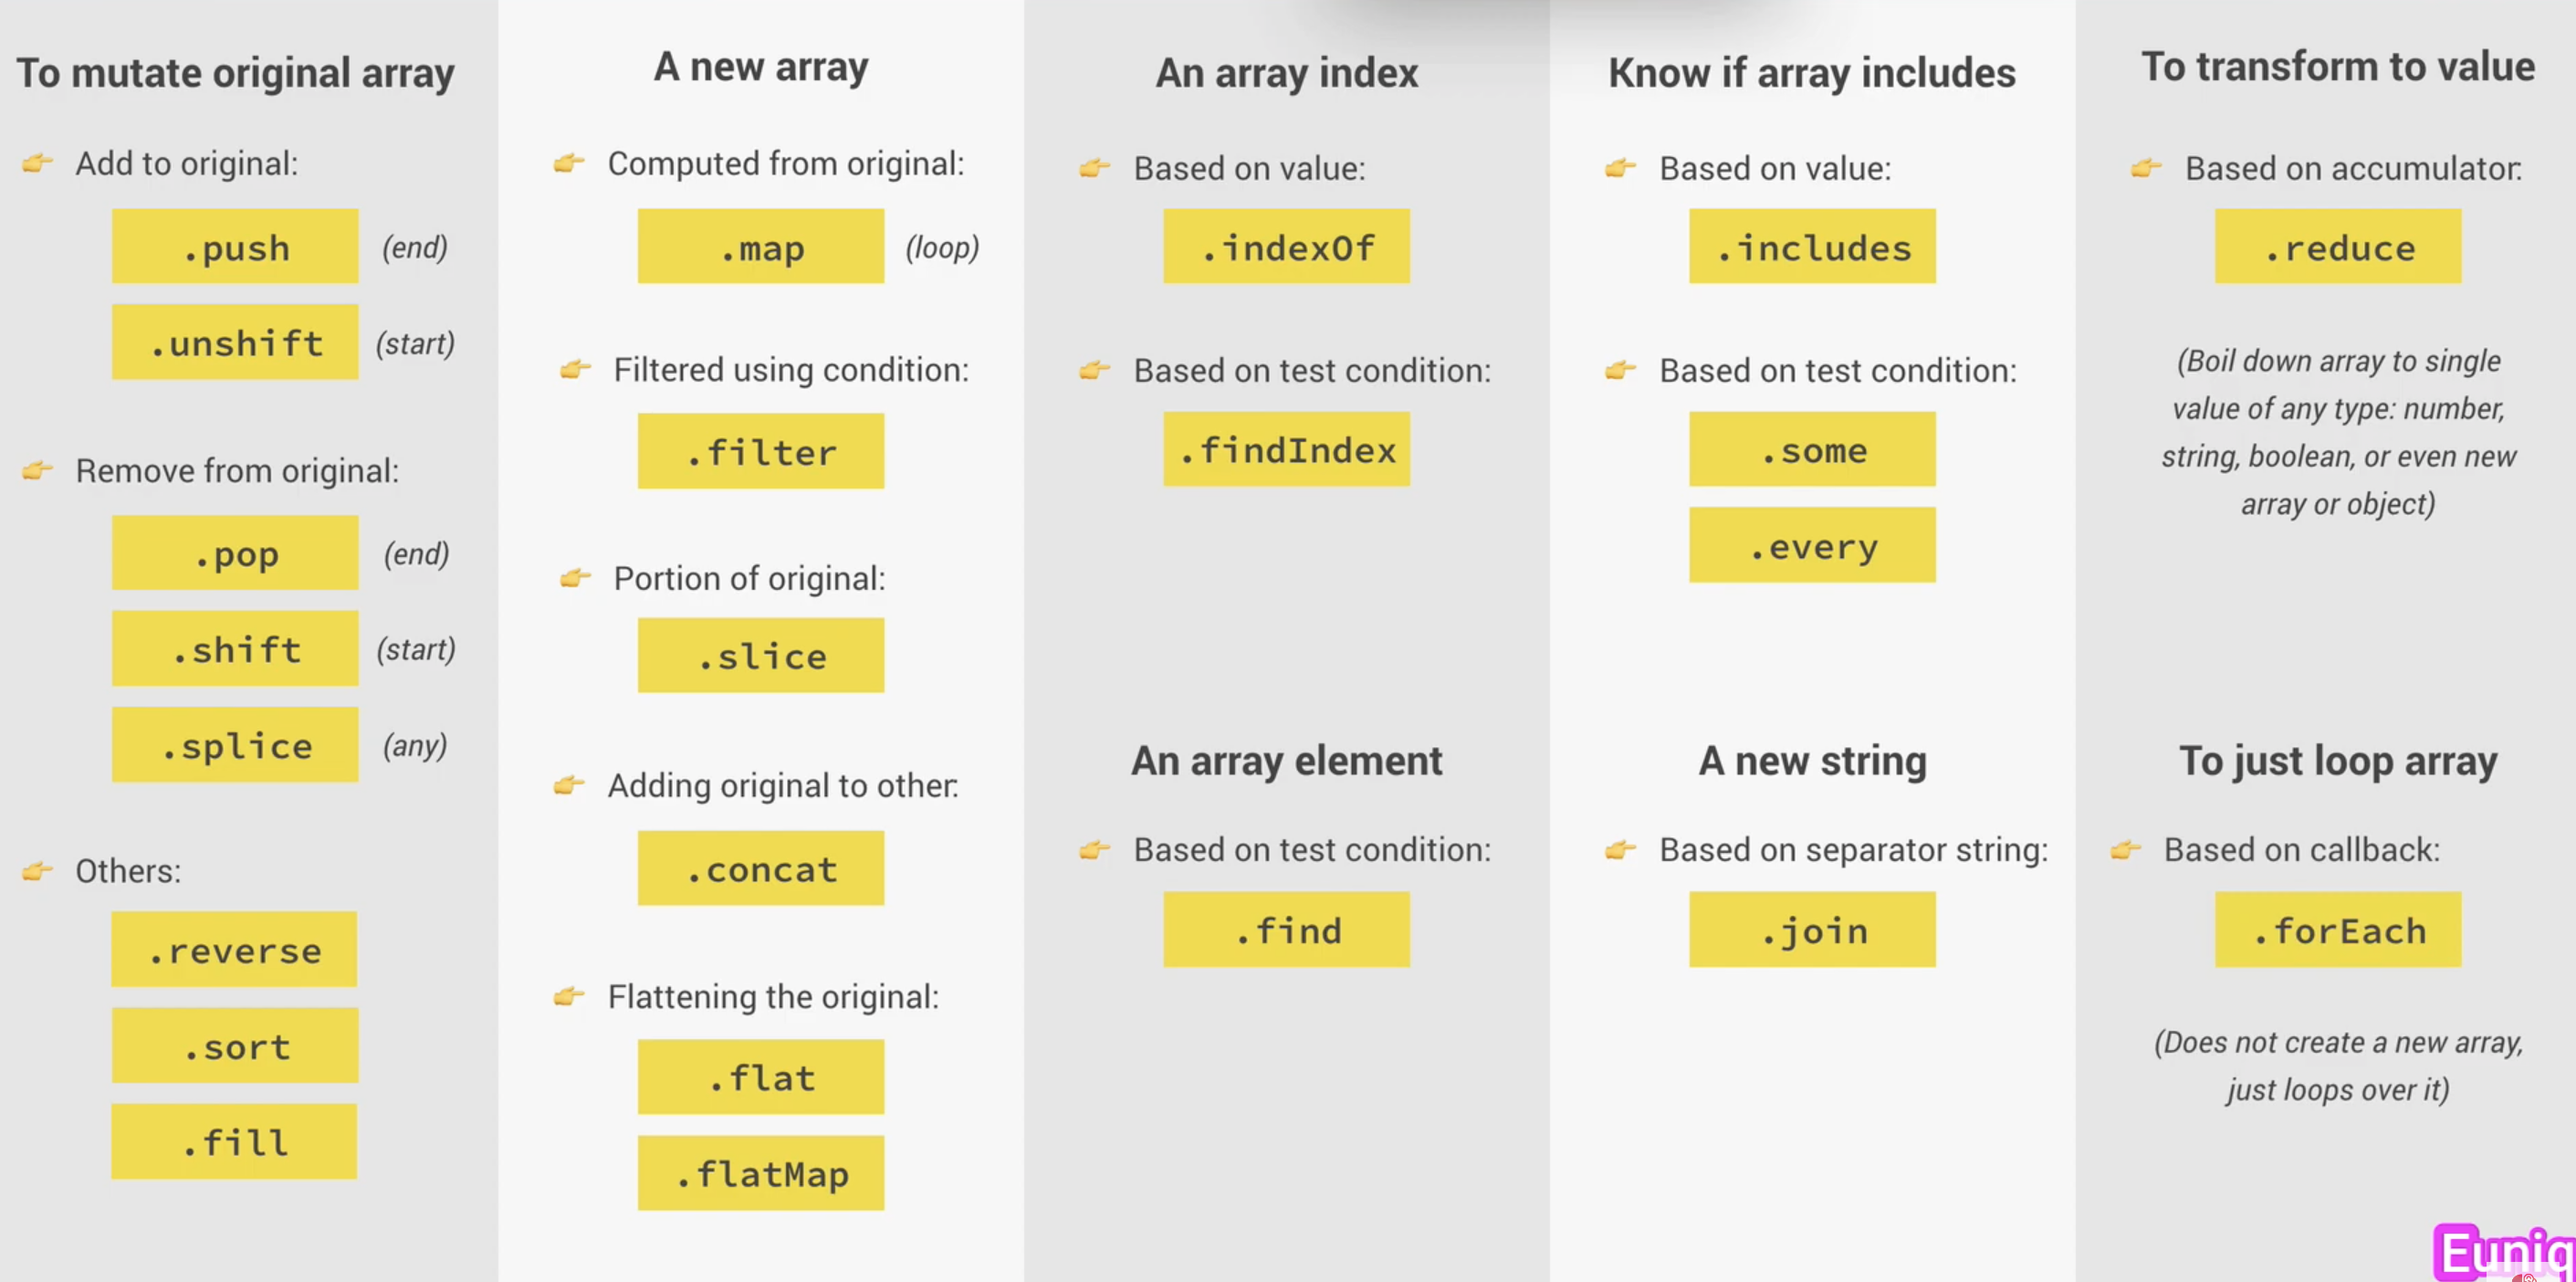 To mutate original array
Add to original:
.push (end)
.unshift (start)
Remove from original:
.pop (end)
.shift (start)
.splice (any)
Others:
.reverse
.sort
.fill
A new array
Computed from original:
.map (loop)
Filtered using condition:
.filter
Portion of original:
.slice
Adding original to other:
.concat
Flattening the original:
.flat
.flatMap
An array index
Based on value:
.indexOf
Based on test condition:
.findIndex
An array element
Based on test condition:
.find
Know if array includes
Based on value:
.includes
Based on test condition:
.some
.every
A new string
Based on separator string:
.join
To transform to value
Based on accumulator:
.reduce
(Boil down array to single
value of any type: number,
string, boolean, or even new
array or object)
To just loop array
Based on callback:
.forEach
(Does not create a new array,
just loops over it)